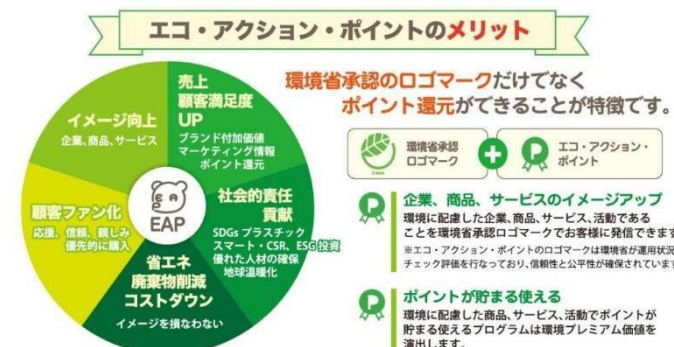 エコ・アクション・ポイントのメリット
売上
顧客満足度
UP
ブランド付加価値
マーケティング情報
ポイント還元
イメージ向上
企業、商品、サービス
社会的責任
貢献
SDGs プラスチック
スマート・CSR、ESG 投資
優れた人材の確保
地球温暖化
顧客ファン化
応援、信頼、親しみ
優先的に購入
EAP
省エネ
廃棄物削減
コストダウン
イメージを損なわない
環境省承認のロゴマークだけでなく
ポイント還元ができることが特徴です。
環境省承認
ロゴマーク
エコ・アクション・
ポイント
企業、商品、サービスのイメージアップ
環境に配慮した企業、商品、サービス、活動である
ことを環境省承認ロゴマークでお客様に発信できます
※エコ・アクション・ポイントのロゴマークは環境省が運用状況
チェック評価を行なっており、信頼性と公平性が確保されています
ポイントが貯まる使える
環境に配慮した商品、サービス、活動でポイントが
貯まる使えるプログラムは環境プレミアム価値を
演出します。